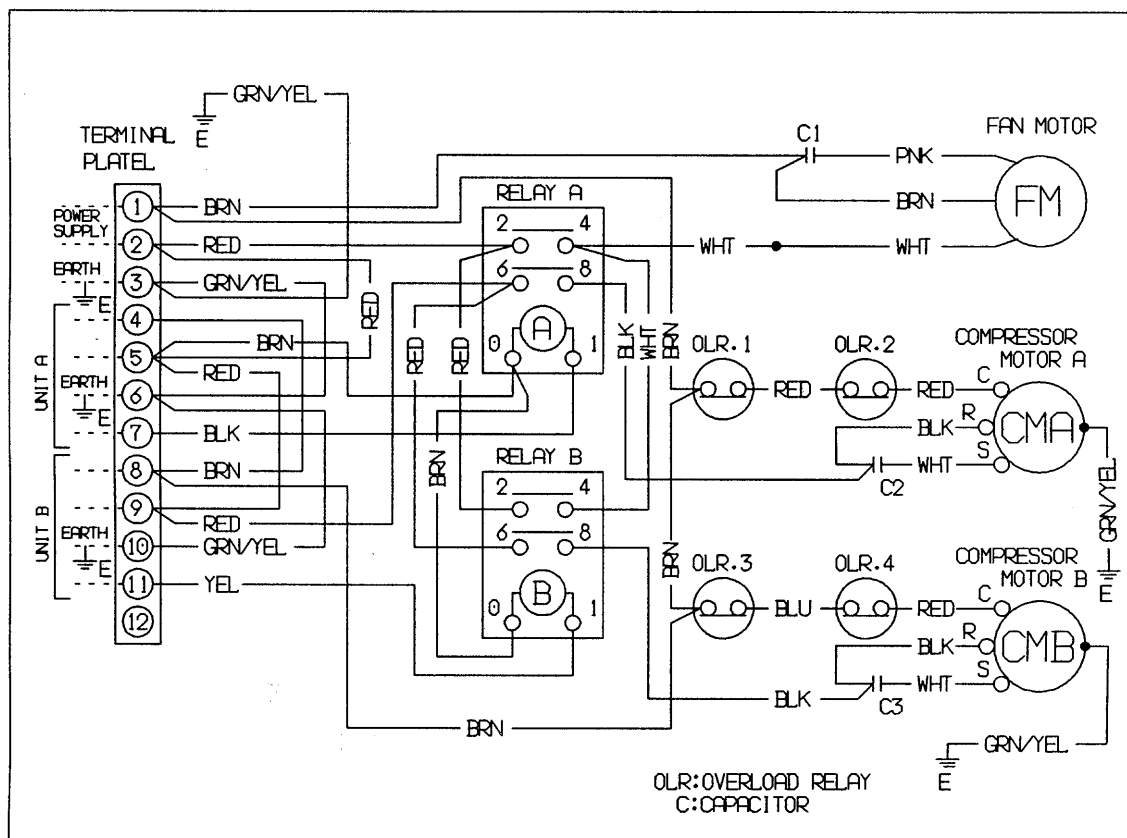 GRN/YEL
E
TERMINAL
PLATEL
C1
FAN MOTOR
PNK
BRN
FM
1
BRN
POWER
SUPPLY
2
RED
EARTH
3
GRN/YEL
E
RELAY A
2 4
6 8
A
0 1
WHT
WHT
UNIT A
4
5
BRN
RED
RED
EARTH
6
E
7
BLK
RED
RED
BLK
WHT
BRN
OLR.1
OLR.2
RED
RED
COMPRESSOR
MOTOR A
C
R
S
CMA
BLK
WHT
C2
GRN/YEL
E
UNIT B
8
BRN
9
RED
EARTH
10
GRN/YEL
E
11
YEL
12
BRN
RELAY B
2 4
6 8
B
0 1
BRN
OLR.3
OLR.4
BLU
RED
COMPRESSOR
MOTOR B
C
R
S
CMB
BLK
WHT
C3
BLK
BRN
GRN/YEL
E
OLR:OVERLOAD RELAY
C:CAPACITOR